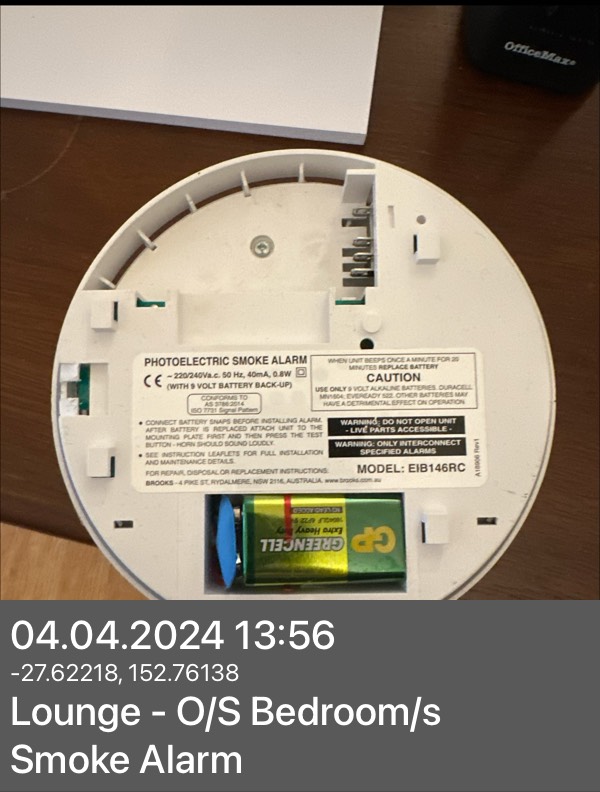 OfficeMax
PHOTOELECTRIC SMOKE ALARM
~ 220/240Va.c. 50 Hz, 40mA, 0.8W
CE (WITH 9 VOLT BATTERY BACK-UP)
CONFORMS TO
AS 3786:2014
ISO 7731 Signal Pattern
• CONNECT BATTERY SNAPS BEFORE INSTALLING ALARM.
AFTER BATTERY IS REPLACED ATTACH UNIT TO THE
MOUNTING PLATE FIRST AND THEN PRESS THE TEST
BUTTON - HORN SHOULD SOUND LOUDLY.
• SEE INSTRUCTION LEAFLETS FOR FULL INSTALLATION
AND MAINTENANCE DETAILS.
FOR REPAIR, DISPOSAL OR REPLACEMENT INSTRUCTIONS:
BROOKS - 4 PIKE ST, RYDALMERE, NSW 2116, AUSTRALIA. www.brooks.com.au
WHEN UNIT BEEPS ONCE A MINUTE FOR 20
MINUTES REPLACE BATTERY
CAUTION
USE ONLY 9 VOLT ALKALINE BATTERIES. DURACELL
MN1604; EVEREADY 522. OTHER BATTERIES MAY
HAVE A DETRIMENTAL EFFECT ON OPERATION.
WARNING: DO NOT OPEN UNIT
- LIVE PARTS ACCESSIBLE -
WARNING: ONLY INTERCONNECT
SPECIFIED ALARMS
MODEL: EIB146RC
GP
GREENCELL
Extra Heavy Duty
NO LEAD ADDED
04.04.2024 13:56
-27.62218, 152.76138
Lounge - O/S Bedroom/s
Smoke Alarm